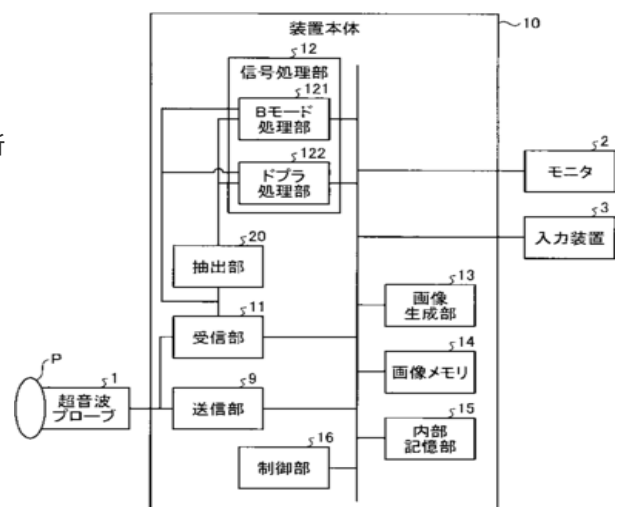 装置本体
10
12
信号処理部
121
Bモード
処理部
122
ドプラ
処理部
2
モニタ
3
入力装置
20
抽出部
13
画像
生成部
11
受信部
14
画像メモリ
P
1
超音波
プローブ
9
送信部
15
内部
記憶部
16
制御部